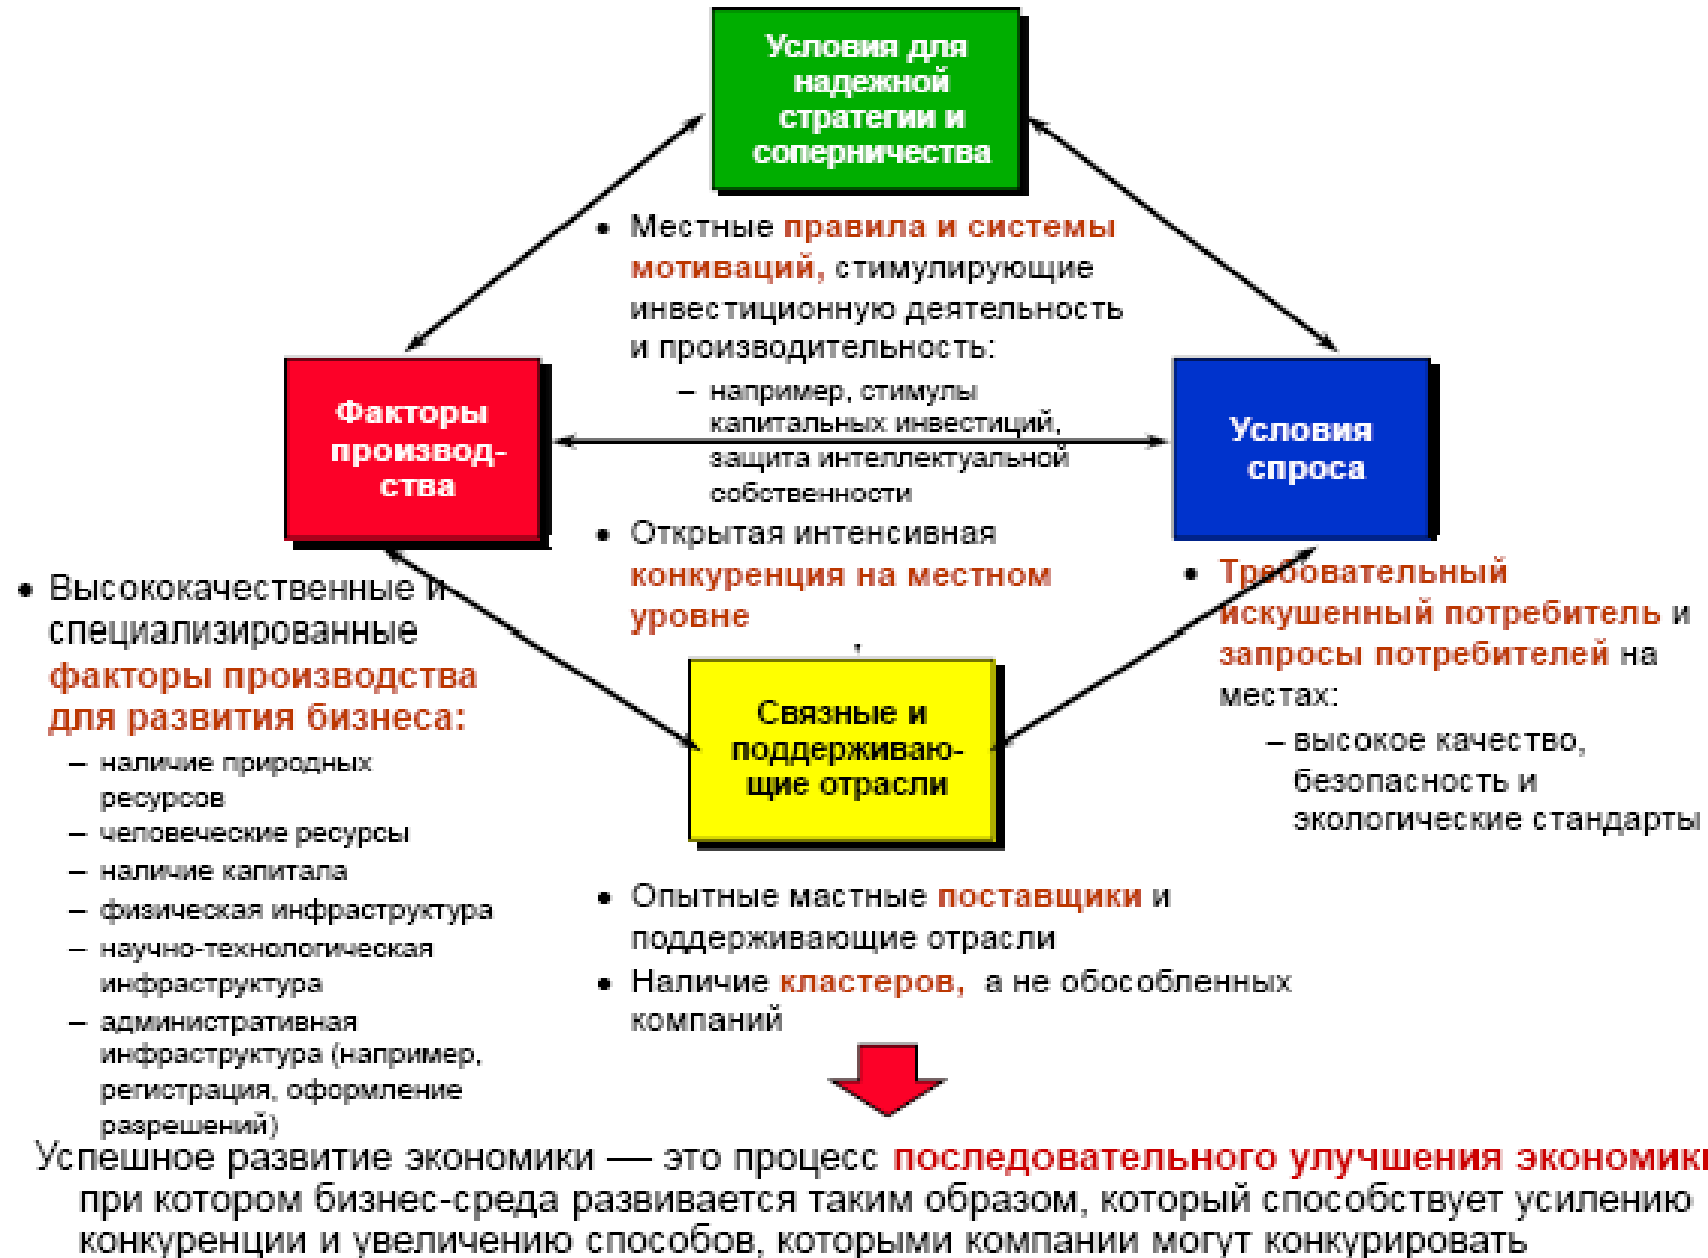 Условия для
надежной
стратегии и
соперничества
• Местные правила и системы
мотиваций, стимулирующие
инвестиционную деятельность
и производительность:
– например, стимулы
капитальных инвестиций,
защита интеллектуальной
собственности
• Открытая интенсивная
конкуренция на местном
уровне
Факторы
производ-
ства
• Высококачественные и
специализированные
факторы производства
для развития бизнеса:
– наличие природных
ресурсов
– человеческие ресурсы
– наличие капитала
– физическая инфраструктура
– научно-технологическая
инфраструктура
– административная
инфраструктура (например,
регистрация, оформление
разрешений)
Условия
спроса
• Требовательный
искушенный потребитель и
запросы потребителей на
местах:
– высокое качество,
безопасность и
экологические стандарты
Связные и
поддерживаю-
щие отрасли
• Опытные мастные поставщики и
поддерживающие отрасли
• Наличие кластеров, а не обособленных
компаний
Успешное развитие экономики — это процесс последовательного улучшения экономики
при котором бизнес-среда развивается таким образом, который способствует усилению
конкуренции и увеличению способов, которыми компании могут конкурировать